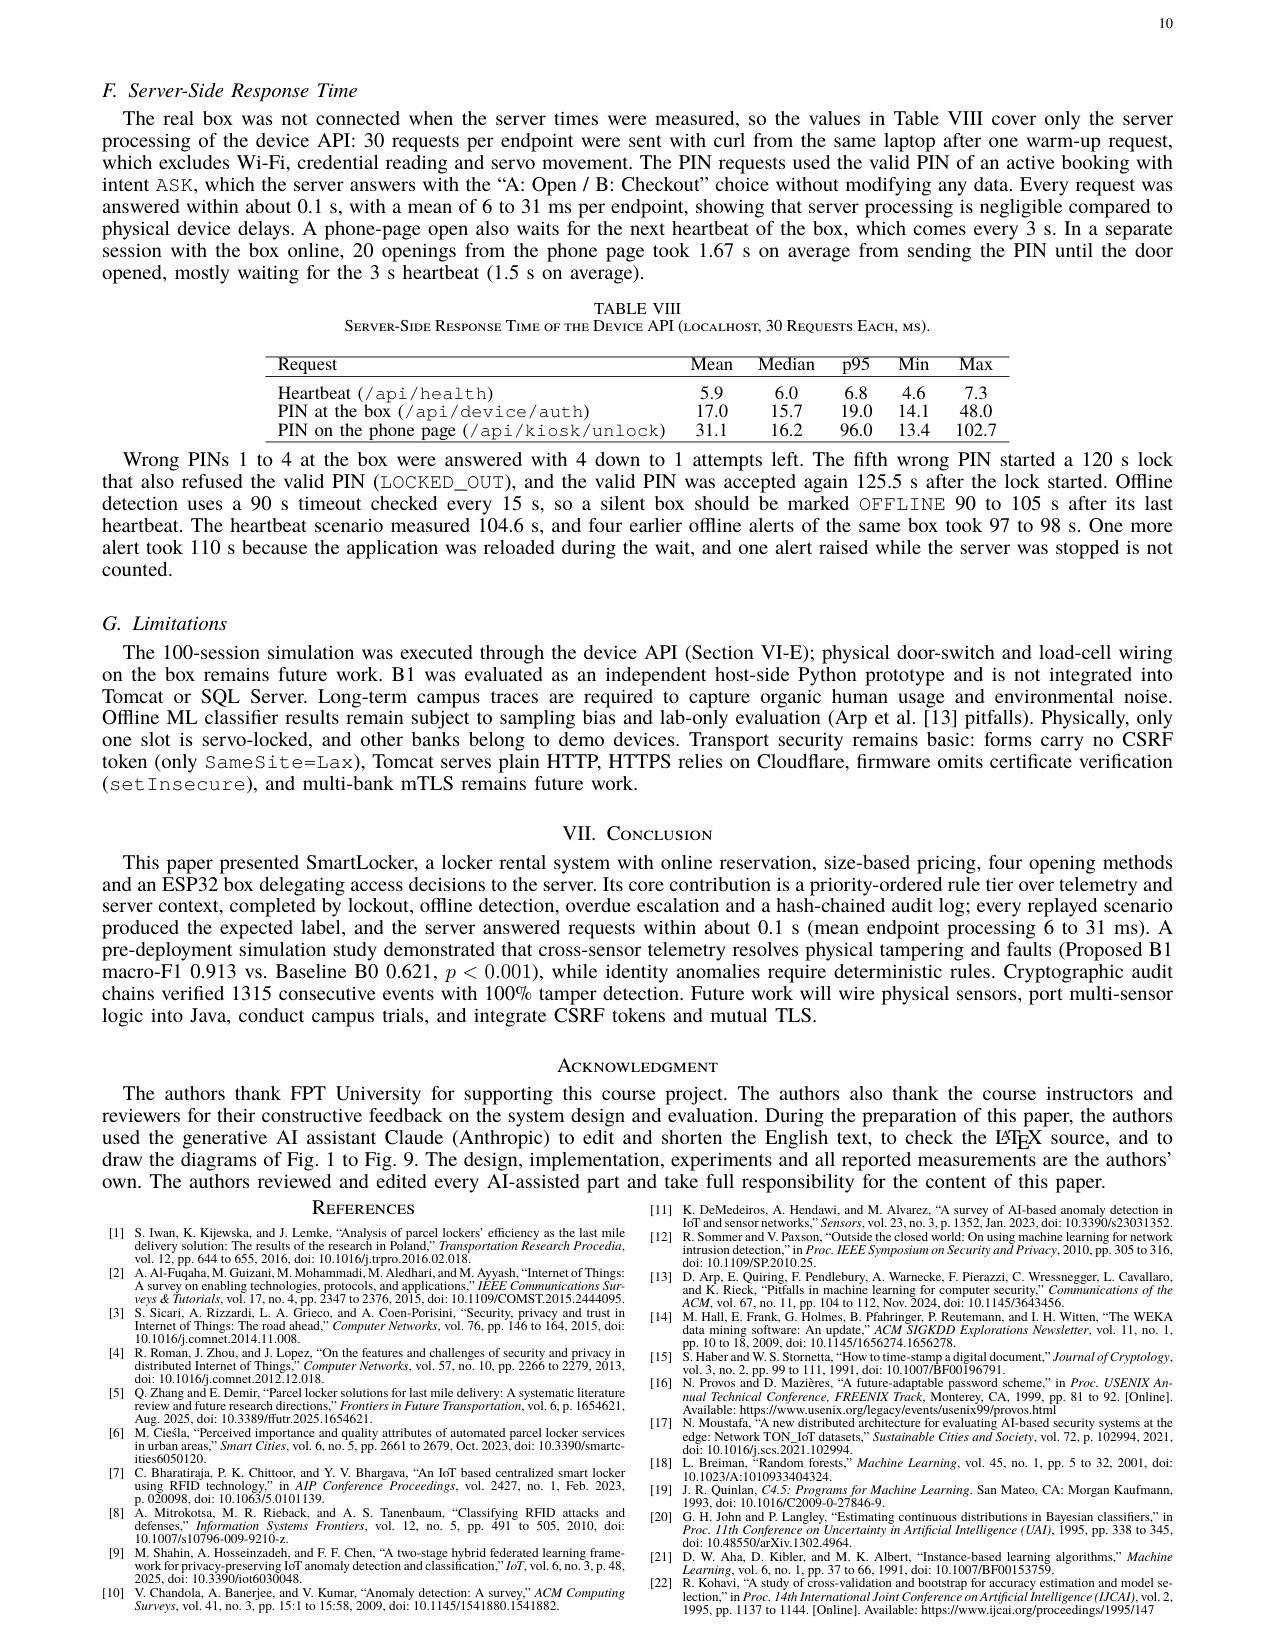 10
F. Server-Side Response Time
The real box was not connected when the server times were measured, so the values in Table VIII cover only the server
processing of the device API: 30 requests per endpoint were sent with curl from the same laptop after one warm-up request,
which excludes Wi-Fi, credential reading and servo movement. The PIN requests used the valid PIN of an active booking with
intent ASK, which the server answers with the “A: Open / B: Checkout” choice without modifying any data. Every request was
answered within about 0.1 s, with a mean of 6 to 31 ms per endpoint, showing that server processing is negligible compared to
physical device delays. A phone-page open also waits for the next heartbeat of the box, which comes every 3 s. In a separate
session with the box online, 20 openings from the phone page took 1.67 s on average from sending the PIN until the door
opened, mostly waiting for the 3 s heartbeat (1.5 s on average).
TABLE VIII
Server-Side Response Time of the Device API (localhost, 30 Requests Each, ms).
Request Mean Median p95 Min Max
Heartbeat (/api/health) 5.9 6.0 6.8 4.6 7.3
PIN at the box (/api/device/auth) 17.0 15.7 19.0 14.1 48.0
PIN on the phone page (/api/kiosk/unlock) 31.1 16.2 96.0 13.4 102.7
Wrong PINs 1 to 4 at the box were answered with 4 down to 1 attempts left. The fifth wrong PIN started a 120 s lock
that also refused the valid PIN (LOCKED_OUT), and the valid PIN was accepted again 125.5 s after the lock started. Offline
detection uses a 90 s timeout checked every 15 s, so a silent box should be marked OFFLINE 90 to 105 s after its last
heartbeat. The heartbeat scenario measured 104.6 s, and four earlier offline alerts of the same box took 97 to 98 s. One more
alert took 110 s because the application was reloaded during the wait, and one alert raised while the server was stopped is not
counted.
G. Limitations
The 100-session simulation was executed through the device API (Section VI-E); physical door-switch and load-cell wiring
on the box remains future work. B1 was evaluated as an independent host-side Python prototype and is not integrated into
Tomcat or SQL Server. Long-term campus traces are required to capture organic human usage and environmental noise.
Offline ML classifier results remain subject to sampling bias and lab-only evaluation (Arp et al. [13] pitfalls). Physically, only
one slot is servo-locked, and other banks belong to demo devices. Transport security remains basic: forms carry no CSRF
token (only SameSite=Lax), Tomcat serves plain HTTP, HTTPS relies on Cloudflare, firmware omits certificate verification
(setInsecure), and multi-bank mTLS remains future work.
VII. Conclusion
This paper presented SmartLocker, a locker rental system with online reservation, size-based pricing, four opening methods
and an ESP32 box delegating access decisions to the server. Its core contribution is a priority-ordered rule tier over telemetry and
server context, completed by lockout, offline detection, overdue escalation and a hash-chained audit log; every replayed scenario
produced the expected label, and the server answered requests within about 0.1 s (mean endpoint processing 6 to 31 ms). A
pre-deployment simulation study demonstrated that cross-sensor telemetry resolves physical tampering and faults (Proposed B1
macro-F1 0.913 vs. Baseline B0 0.621, p < 0.001), while identity anomalies require deterministic rules. Cryptographic audit
chains verified 1315 consecutive events with 100% tamper detection. Future work will wire physical sensors, port multi-sensor
logic into Java, conduct campus trials, and integrate CSRF tokens and mutual TLS.
Acknowledgment
The authors thank FPT University for supporting this course project. The authors also thank the course instructors and
reviewers for their constructive feedback on the system design and evaluation. During the preparation of this paper, the authors
used the generative AI assistant Claude (Anthropic) to edit and shorten the English text, to check the LATEX source, and to
draw the diagrams of Fig. 1 to Fig. 9. The design, implementation, experiments and all reported measurements are the authors’
own. The authors reviewed and edited every AI-assisted part and take full responsibility for the content of this paper.
References
[1] S. Iwan, K. Kijewska, and J. Lemke, “Analysis of parcel lockers’ efficiency as the last mile
delivery solution: The results of the research in Poland,” Transportation Research Procedia,
vol. 12, pp. 644 to 655, 2016, doi: 10.1016/j.trpro.2016.02.018.
[2] A. Al-Fuqaha, M. Guizani, M. Mohammadi, M. Aledhari, and M. Ayyash, “Internet of Things:
A survey on enabling technologies, protocols, and applications,” IEEE Communications Sur-
veys & Tutorials, vol. 17, no. 4, pp. 2347 to 2376, 2015, doi: 10.1109/COMST.2015.2444095.
[3] S. Sicari, A. Rizzardi, L. A. Grieco, and A. Coen-Porisini, “Security, privacy and trust in
Internet of Things: The road ahead,” Computer Networks, vol. 76, pp. 146 to 164, 2015, doi:
10.1016/j.comnet.2014.11.008.
[4] R. Roman, J. Zhou, and J. Lopez, “On the features and challenges of security and privacy in
distributed Internet of Things,” Computer Networks, vol. 57, no. 10, pp. 2266 to 2279, 2013,
doi: 10.1016/j.comnet.2012.12.018.
[5] Q. Zhang and E. Demir, “Parcel locker solutions for last mile delivery: A systematic literature
review and future research directions,” Frontiers in Future Transportation, vol. 6, p. 1654621,
Aug. 2025, doi: 10.3389/ffutr.2025.1654621.
[6] M. Cieśla, “Perceived importance and quality attributes of automated parcel locker services
in urban areas,” Smart Cities, vol. 6, no. 5, pp. 2661 to 2679, Oct. 2023, doi: 10.3390/smartc-
ities6050120.
[7] C. Bharatiraja, P. K. Chittoor, and Y. V. Bhargava, “An IoT based centralized smart locker
using RFID technology,” in AIP Conference Proceedings, vol. 2427, no. 1, Feb. 2023,
p. 020098, doi: 10.1063/5.0101139.
[8] A. Mitrokotsa, M. R. Rieback, and A. S. Tanenbaum, “Classifying RFID attacks and
defenses,” Information Systems Frontiers, vol. 12, no. 5, pp. 491 to 505, 2010, doi:
10.1007/s10796-009-9210-z.
[9] M. Shahin, A. Hosseinzadeh, and F. F. Chen, “A two-stage hybrid federated learning frame-
work for privacy-preserving IoT anomaly detection and classification,” IoT, vol. 6, no. 3, p. 48,
2025, doi: 10.3390/iot6030048.
[10] V. Chandola, A. Banerjee, and V. Kumar, “Anomaly detection: A survey,” ACM Computing
Surveys, vol. 41, no. 3, pp. 15:1 to 15:58, 2009, doi: 10.1145/1541880.1541882.
[11] K. DeMedeiros, A. Hendawi, and M. Alvarez, “A survey of AI-based anomaly detection in
IoT and sensor networks,” Sensors, vol. 23, no. 3, p. 1352, Jan. 2023, doi: 10.3390/s23031352.
[12] R. Sommer and V. Paxson, “Outside the closed world: On using machine learning for network
intrusion detection,” in Proc. IEEE Symposium on Security and Privacy, 2010, pp. 305 to 316,
doi: 10.1109/SP.2010.25.
[13] D. Arp, E. Quiring, F. Pendlebury, A. Warnecke, F. Pierazzi, C. Wressnegger, L. Cavallaro,
and K. Rieck, “Pitfalls in machine learning for computer security,” Communications of the
ACM, vol. 67, no. 11, pp. 104 to 112, Nov. 2024, doi: 10.1145/3643456.
[14] M. Hall, E. Frank, G. Holmes, B. Pfahringer, P. Reutemann, and I. H. Witten, “The WEKA
data mining software: An update,” ACM SIGKDD Explorations Newsletter, vol. 11, no. 1,
pp. 10 to 18, 2009, doi: 10.1145/1656274.1656278.
[15] S. Haber and W. S. Stornetta, “How to time-stamp a digital document,” Journal of Cryptology,
vol. 3, no. 2, pp. 99 to 111, 1991, doi: 10.1007/BF00196791.
[16] N. Provos and D. Mazières, “A future-adaptable password scheme,” in Proc. USENIX An-
nual Technical Conference, FREENIX Track, Monterey, CA, 1999, pp. 81 to 92. [Online].
Available: https://www.usenix.org/legacy/events/usenix99/provos.html
[17] N. Moustafa, “A new distributed architecture for evaluating AI-based security systems at the
edge: Network TON_IoT datasets,” Sustainable Cities and Society, vol. 72, p. 102994, 2021,
doi: 10.1016/j.scs.2021.102994.
[18] L. Breiman, “Random forests,” Machine Learning, vol. 45, no. 1, pp. 5 to 32, 2001, doi:
10.1023/A:1010933404324.
[19] J. R. Quinlan, C4.5: Programs for Machine Learning. San Mateo, CA: Morgan Kaufmann,
1993, doi: 10.1016/C2009-0-27846-9.
[20] G. H. John and P. Langley, “Estimating continuous distributions in Bayesian classifiers,” in
Proc. 11th Conference on Uncertainty in Artificial Intelligence (UAI), 1995, pp. 338 to 345,
doi: 10.48550/arXiv.1302.4964.
[21] D. W. Aha, D. Kibler, and M. K. Albert, “Instance-based learning algorithms,” Machine
Learning, vol. 6, no. 1, pp. 37 to 66, 1991, doi: 10.1007/BF00153759.
[22] R. Kohavi, “A study of cross-validation and bootstrap for accuracy estimation and model se-
lection,” in Proc. 14th International Joint Conference on Artificial Intelligence (IJCAI), vol. 2,
1995, pp. 1137 to 1144. [Online]. Available: https://www.ijcai.org/proceedings/1995/147